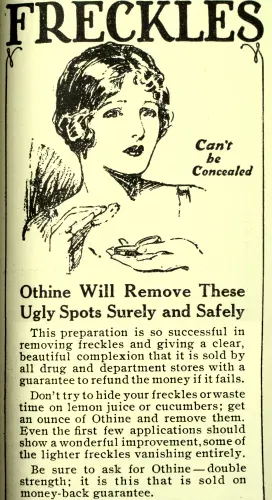 FRECKLES
Can't
be
Concealed
Othine Will Remove These
Ugly Spots Surely and Safely
This preparation is so successful in
removing freckles and giving a clear,
beautiful complexion that it is sold by
all drug and department stores with a
guarantee to refund the money if it fails.
Don't try to hide your freckles or waste
time on lemon juice or cucumbers; get
an ounce of Othine and remove them.
Even the first few applications should
show a wonderful improvement, some of
the lighter freckles vanishing entirely.
Be sure to ask for Othine—double
strength; it is this that is sold on
money-back guarantee.